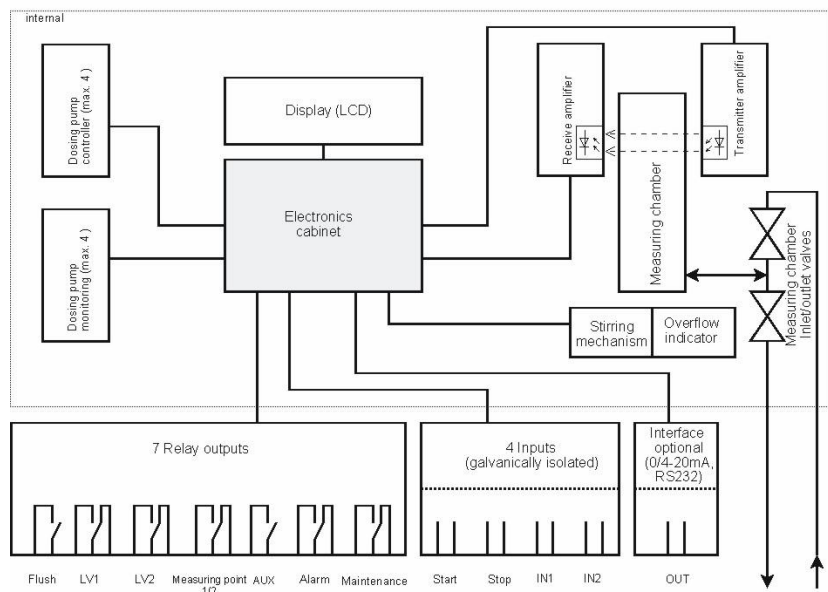 internal
Dosing pump
controller (max. 4 )
Display (LCD)
Receive amplifier
Transmitter amplifier
Measuring chamber
Electronics
cabinet
Dosing pump
monitoring (max. 4 )
Measuring chamber
Inlet/outlet valves
Stirring
mechanism
Overflow
indicator
7 Relay outputs
4 Inputs
(galvanically isolated)
Interface
optional
(0/4-20mA,
RS232)
Flush
LV1
LV2
Measuring point
1/2
AUX
Alarm
Maintenance
Start
Stop
IN1
IN2
OUT